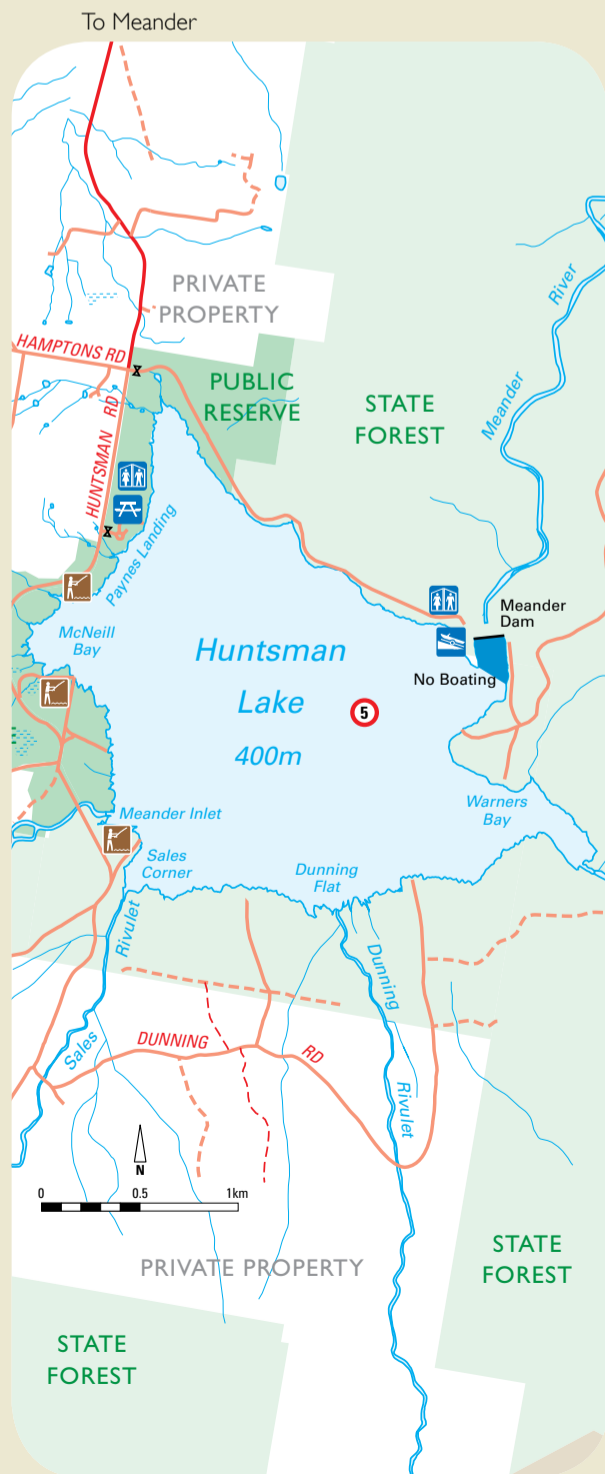 To Meander
PRIVATE
PROPERTY
River
Meander
HAMPTONS RD
PUBLIC
RESERVE
STATE
FOREST
HUNTSMAN RD
Paynes Landing
Meander
Dam
McNeill
Bay
Huntsman
Lake
400m
No Boating
5
Warners
Bay
Meander Inlet
Sales
Corner
Dunning
Flat
Sales Rivulet
Dunning Rivulet
DUNNING RD
N
0 0.5 1km
PRIVATE PROPERTY
STATE
FOREST
STATE
FOREST